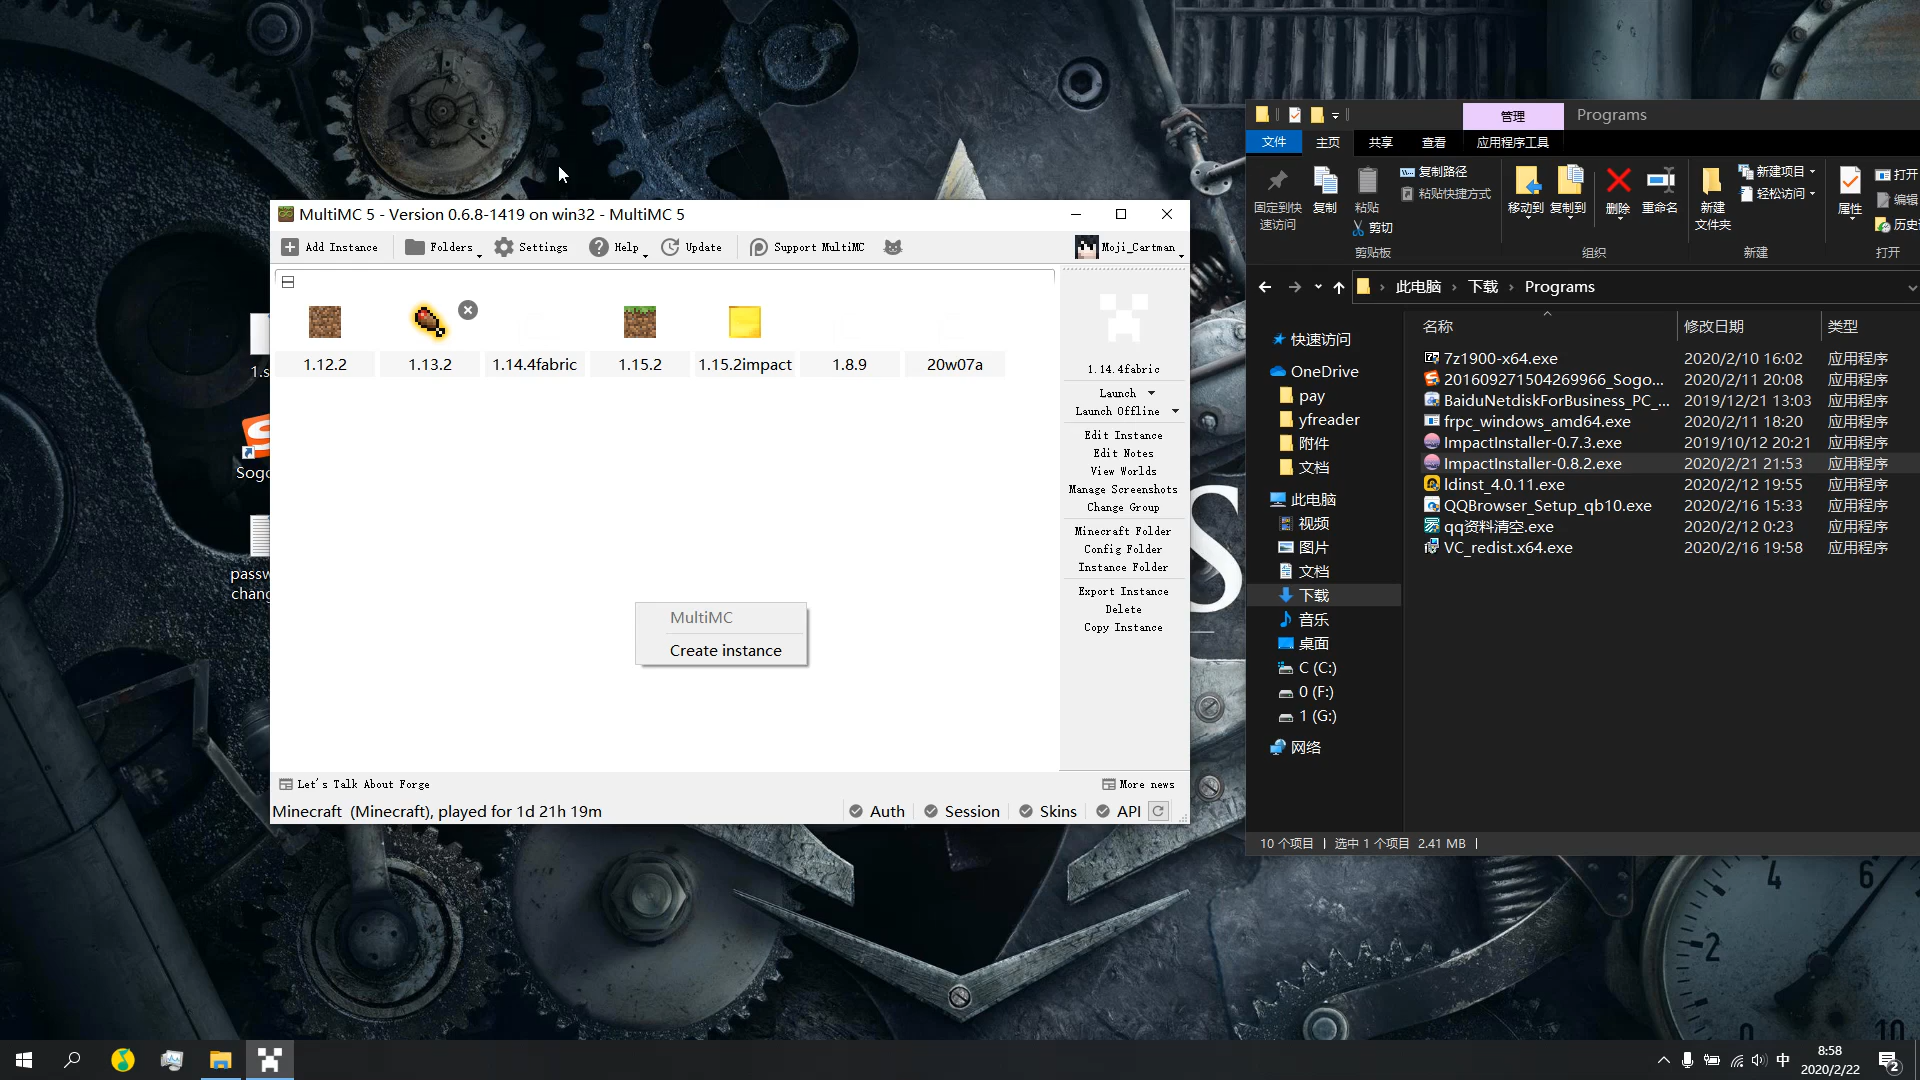 MultiMC 5 - Version 0.6.8-1419 on win32 - MultiMC 5
Add Instance
Folders
Settings
Help
Update
Support MultiMC
Moji_Cartman
1.12.2
1.13.2
1.14.4fabric
1.15.2
1.15.2impact
1.8.9
20w07a
1.14.4fabric
Launch
Launch Offline
Edit Instance
Edit Notes
View Worlds
Manage Screenshots
Change Group
Minecraft Folder
Config Folder
Instance Folder
Export Instance
Delete
Copy Instance
MultiMC
Create instance
Let's Talk About Forge
More news
Minecraft (Minecraft), played for 1d 21h 19m
Auth
Session
Skins
API
管理
Programs
文件
主页
共享
查看
应用程序工具
固定到快
速访问
复制
粘贴
复制路径
粘贴快捷方式
剪切
剪贴板
移动到
复制到
删除
重命名
组织
新建
文件夹
新建项目
轻松访问
新建
属性
打开
编辑
打开
此电脑
下载
Programs
快速访问
OneDrive
pay
yfreader
附件
文档
此电脑
视频
图片
文档
下载
音乐
桌面
C (C:)
0 (F:)
1 (G:)
网络
名称
修改日期
类型
7z1900-x64.exe 2020/2/10 16:02 应用程序
201609271504269966_Sogo... 2020/2/11 20:08 应用程序
BaiduNetdiskForBusiness_PC_... 2019/12/21 13:03 应用程序
frpc_windows_amd64.exe 2020/2/11 18:20 应用程序
ImpactInstaller-0.7.3.exe 2019/10/12 20:21 应用程序
ImpactInstaller-0.8.2.exe 2020/2/21 21:53 应用程序
ldinst_4.0.11.exe 2020/2/12 19:55 应用程序
QQBrowser_Setup_qb10.exe 2020/2/16 15:33 应用程序
qq资料清空.exe 2020/2/12 0:23 应用程序
VC_redist.x64.exe 2020/2/16 19:58 应用程序
10 个项目
选中 1 个项目 2.41 MB
1.s
Sogo
passw
chang
S
2
4
6
0
10
中
8:58
2020/2/22
2